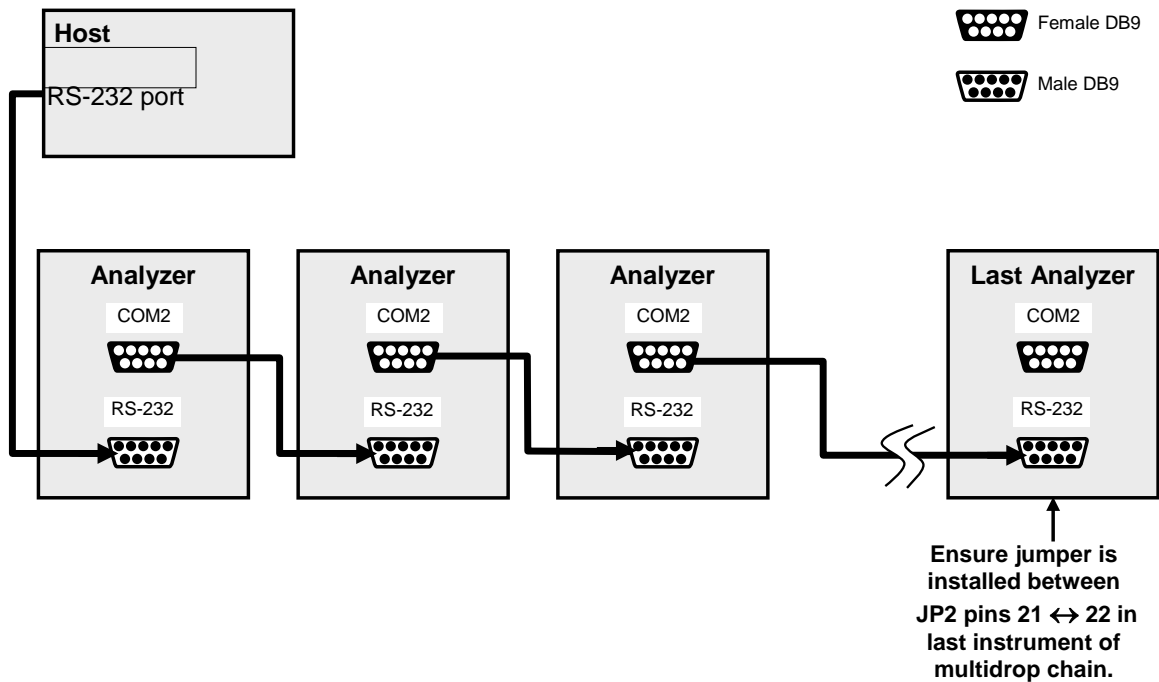 Host
RS-232 port
Female DB9
Male DB9
Analyzer
COM2
RS-232
Analyzer
COM2
RS-232
Analyzer
COM2
RS-232
Last Analyzer
COM2
RS-232
Ensure jumper is
installed between
JP2 pins 21 ↔ 22 in
last instrument of
multidrop chain.